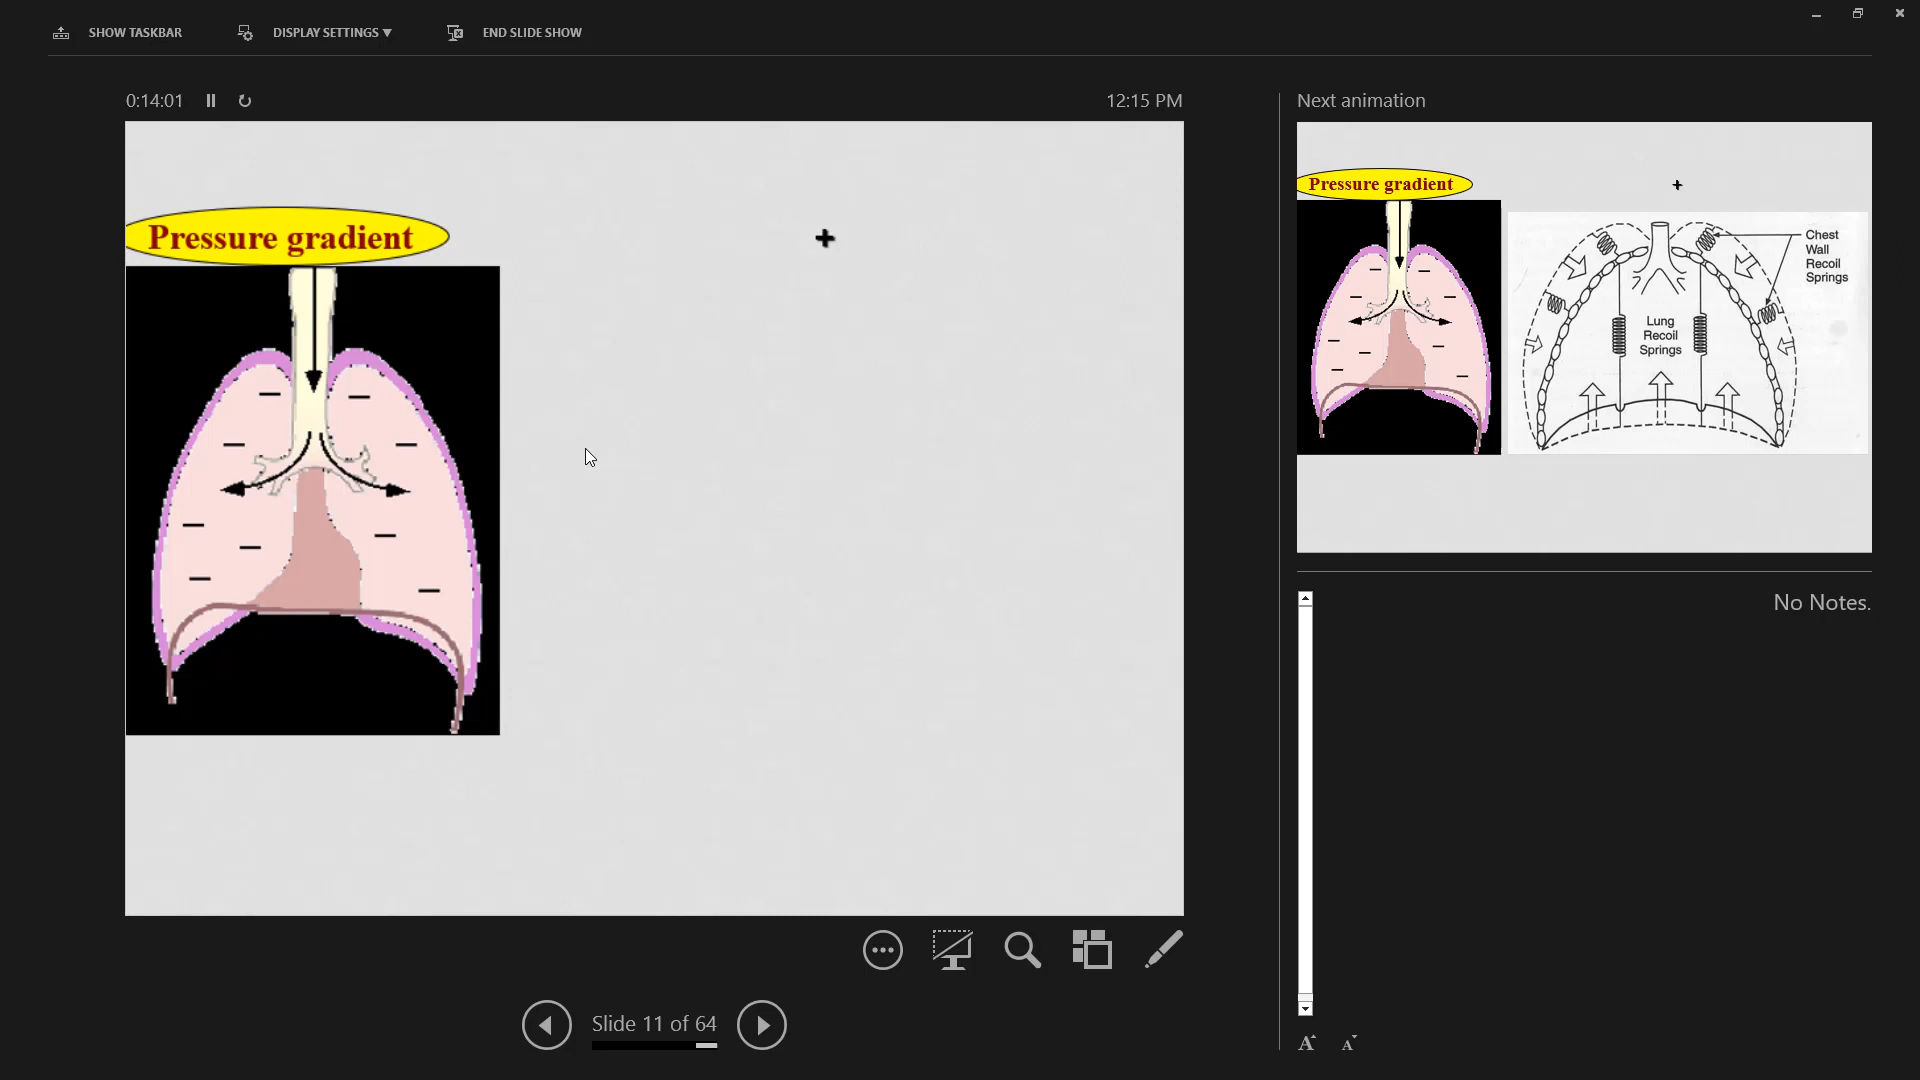 SHOW TASKBAR
DISPLAY SETTINGS ▼
END SLIDE SHOW
0:14:01
12:15 PM
Next animation
Pressure gradient
+
Pressure gradient
+
Chest
Wall
Recoil
Springs
Lung
Recoil
Springs
No Notes.
Slide 11 of 64
A
A